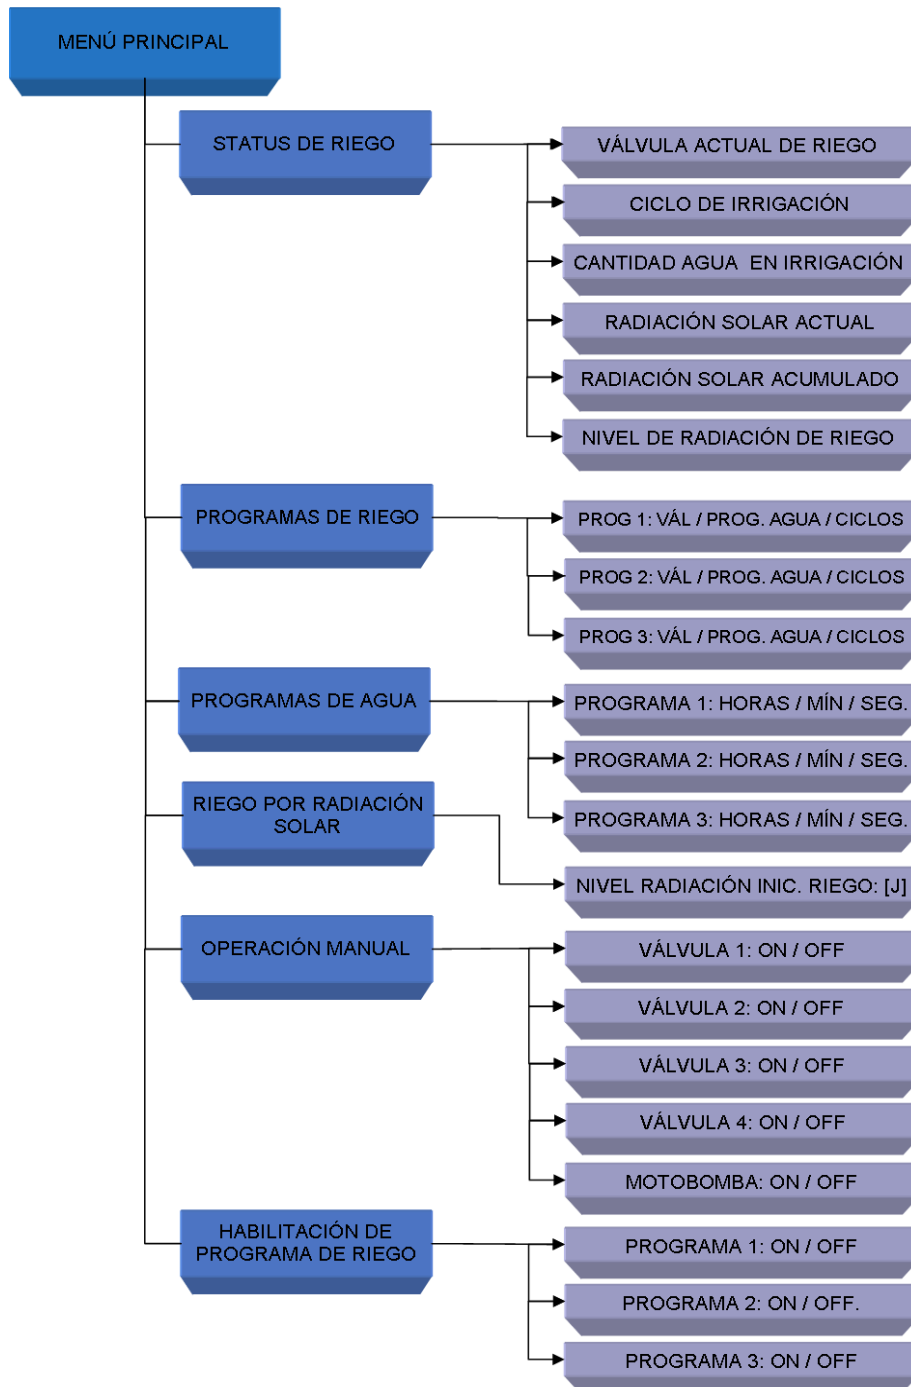 MENÚ PRINCIPAL
STATUS DE RIEGO
VÁLVULA ACTUAL DE RIEGO
CICLO DE IRRIGACIÓN
CANTIDAD AGUA EN IRRIGACIÓN
RADIACIÓN SOLAR ACTUAL
RADIACIÓN SOLAR ACUMULADO
NIVEL DE RADIACIÓN DE RIEGO
PROGRAMAS DE RIEGO
PROG 1: VÁL / PROG. AGUA / CICLOS
PROG 2: VÁL / PROG. AGUA / CICLOS
PROG 3: VÁL / PROG. AGUA / CICLOS
PROGRAMAS DE AGUA
PROGRAMA 1: HORAS / MÍN / SEG.
PROGRAMA 2: HORAS / MÍN / SEG.
PROGRAMA 3: HORAS / MÍN / SEG.
RIEGO POR RADIACIÓN
SOLAR
NIVEL RADIACIÓN INIC. RIEGO: [J]
OPERACIÓN MANUAL
VÁLVULA 1: ON / OFF
VÁLVULA 2: ON / OFF
VÁLVULA 3: ON / OFF
VÁLVULA 4: ON / OFF
MOTOBOMBA: ON / OFF
HABILITACIÓN DE
PROGRAMA DE RIEGO
PROGRAMA 1: ON / OFF
PROGRAMA 2: ON / OFF.
PROGRAMA 3: ON / OFF